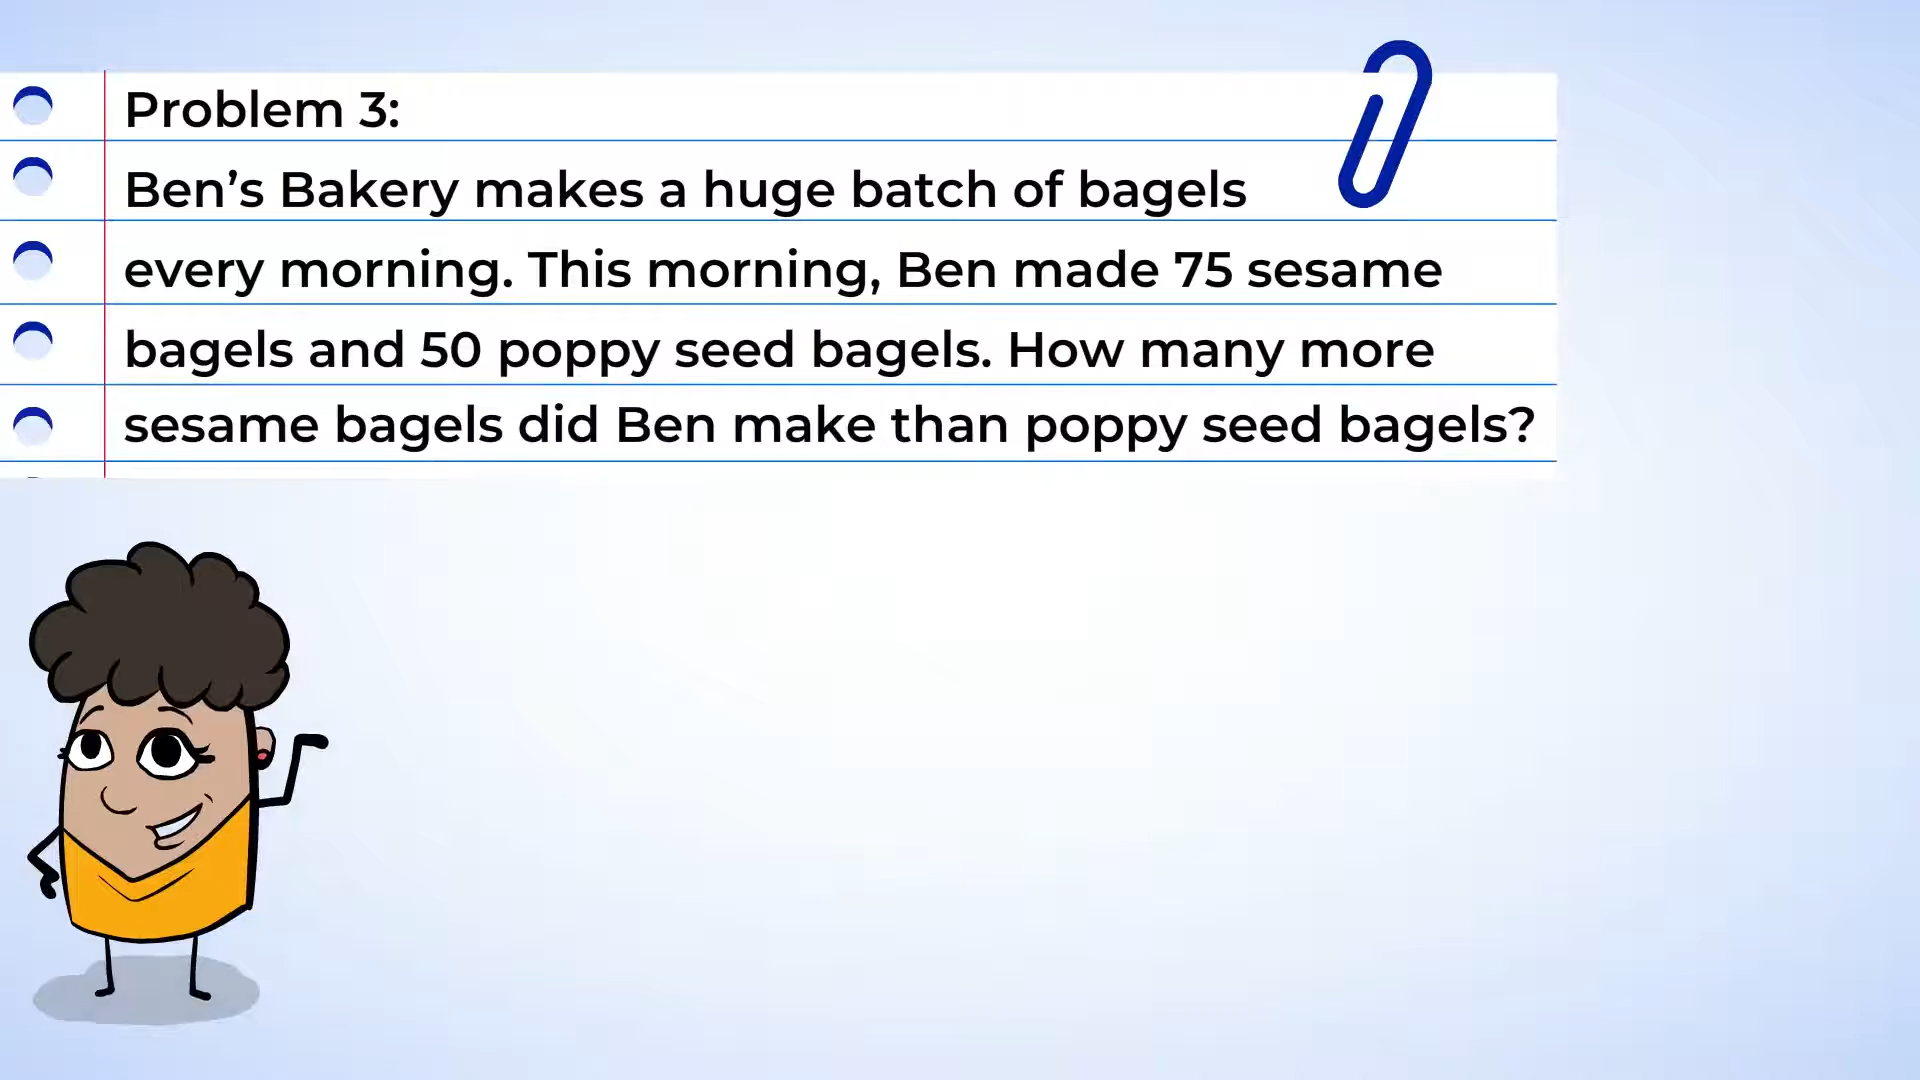 Problem 3:
Ben’s Bakery makes a huge batch of bagels
every morning. This morning, Ben made 75 sesame
bagels and 50 poppy seed bagels. How many more
sesame bagels did Ben make than poppy seed bagels?